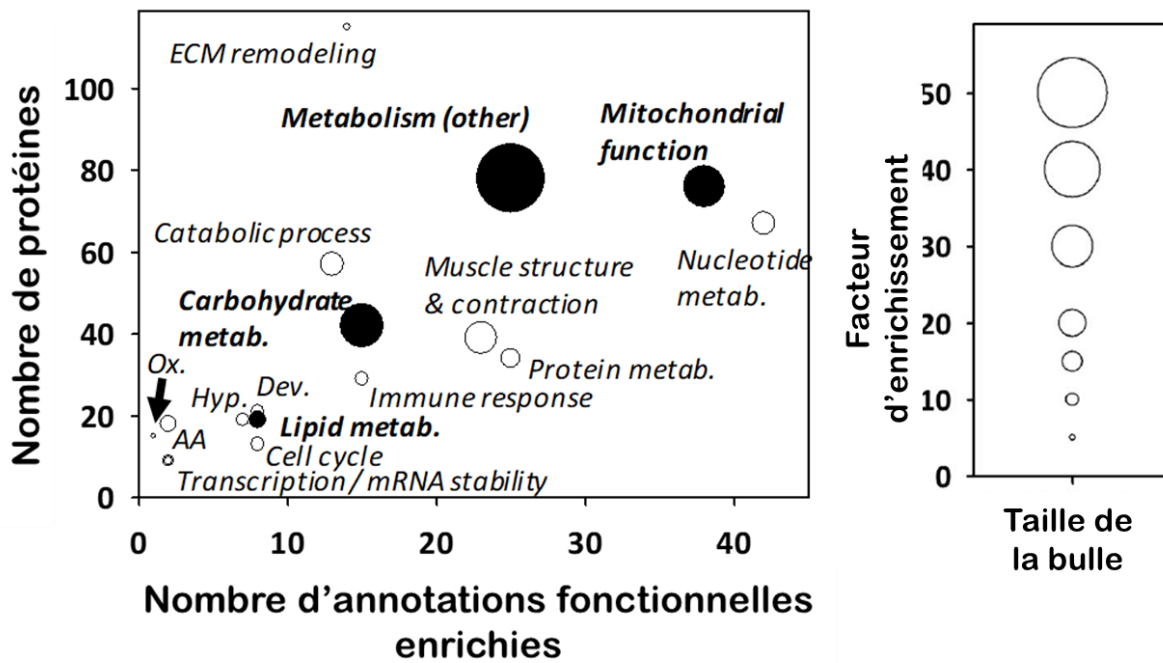 Nombre de protéines
100
80
60
40
20
0
ECM remodeling
Metabolism (other)
Mitochondrial
function
Catabolic process
Nucleotide
metab.
Muscle structure
& contraction
Carbohydrate
metab.
Protein metab.
Ox.
Hyp.
Dev.
Immune response
AA
Lipid metab.
Cell cycle
Transcription / mRNA stability
0
10
20
30
40
Nombre d'annotations fonctionnelles
enrichies
Facteur
d'enrichissement
50
40
30
20
10
0
Taille de
la bulle